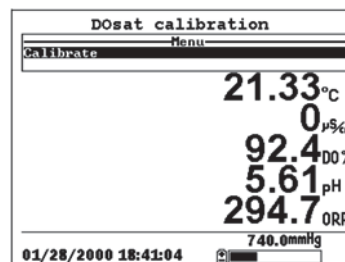 DOsat calibration
Menu
Calibrate
21.33°C
0µS/c
92.4DO%
5.61pH
294.7ORP
740.0mmHg
01/28/2000 18:41:04